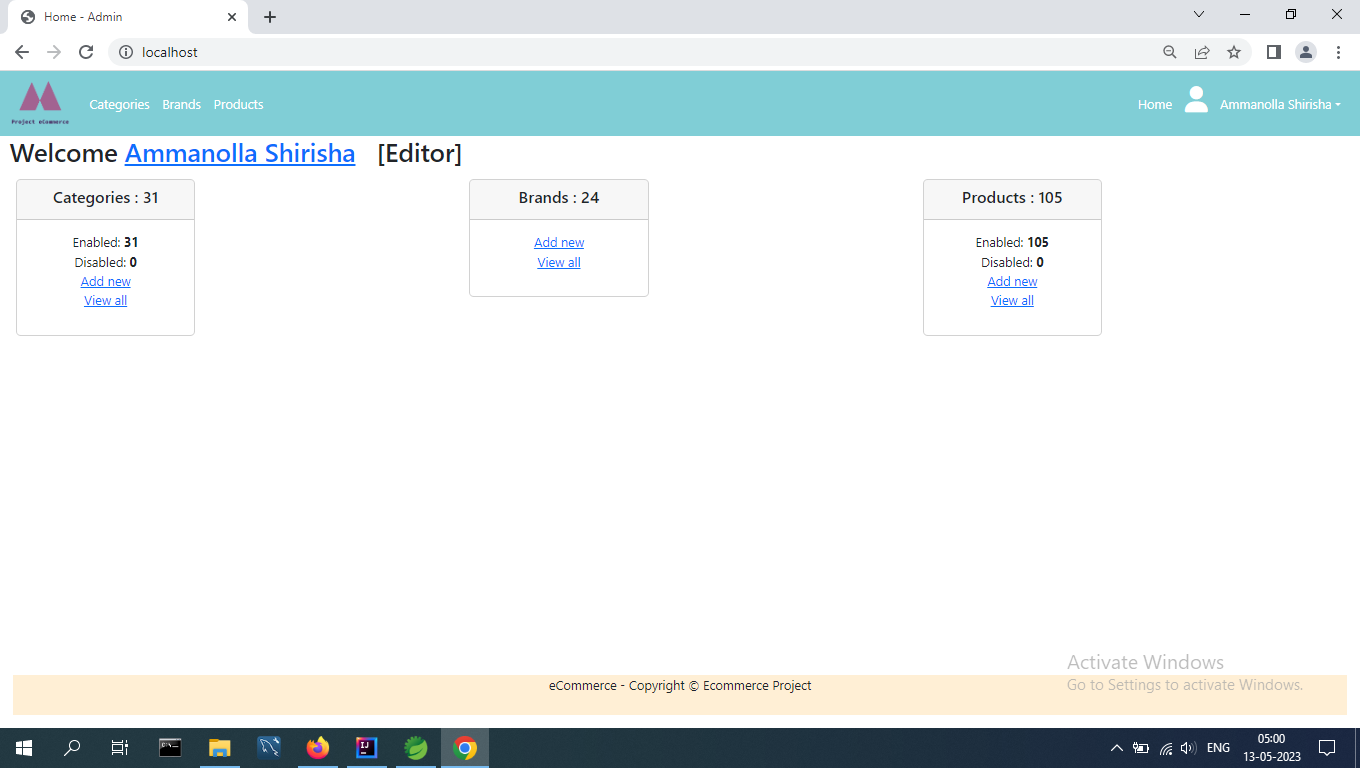 Home - Admin
localhost
Project eCommerce
Categories Brands Products
Home Ammanolla Shirisha
Welcome Ammanolla Shirisha [Editor]
Categories : 31
Enabled: 31
Disabled: 0
Add new
View all
Brands : 24
Add new
View all
Products : 105
Enabled: 105
Disabled: 0
Add new
View all
Activate Windows
Go to Settings to activate Windows.
eCommerce - Copyright © Ecommerce Project
IJ
ENG
05:00
13-05-2023